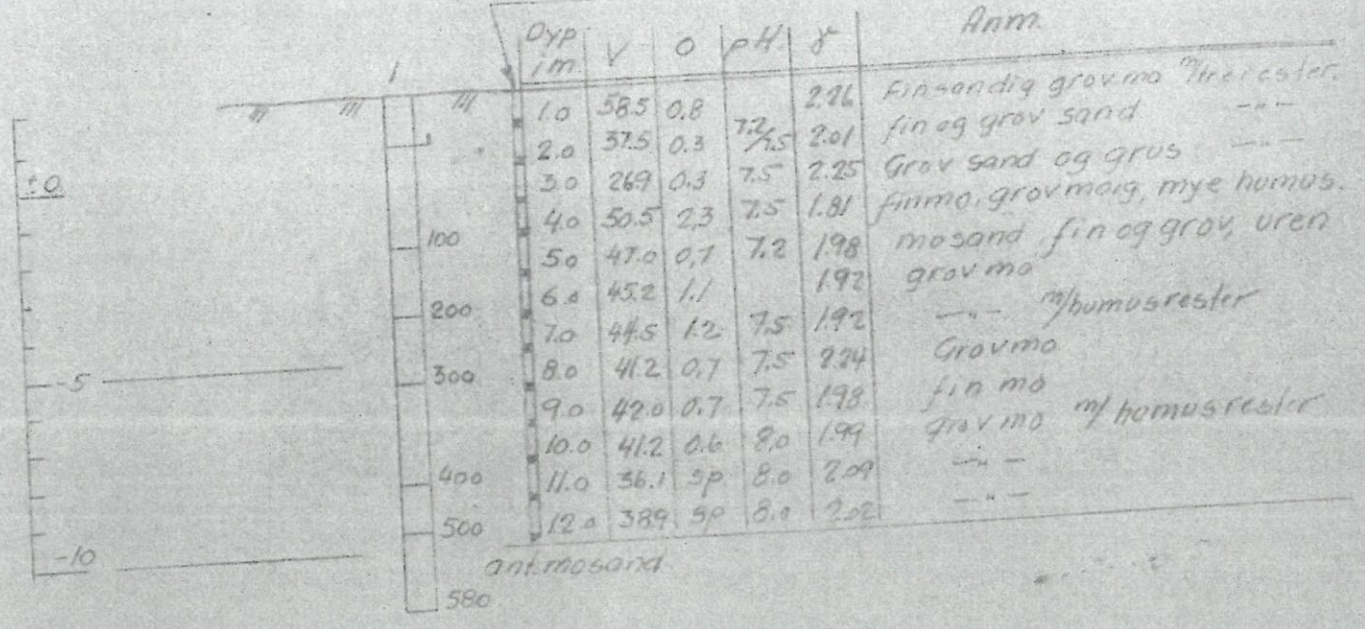 Dyp i m. V O pH γ Anm.
1.0 58.5 0.8 2.26 Finsandig grovmo m/trerester.
2.0 37.5 0.3 7.2/7.5 2.01 fin og grov sand —"—
3.0 26.9 0.3 7.5 2.25 Grov sand og grus —"—
4.0 50.5 2,3 7.5 1.81 finmo, grovmoig, mye humus.
5.0 47.0 0,7 7.2 1.98 mosand, fin og grov, uren
6.0 45.2 1.1 1.92 grovmo
7.0 44.5 1.2 7.5 1.92 —"— m/humusrester
8.0 41.2 0.7 7.5 2.24 Grovmo
9.0 42.0 0.7 7.5 1.98 fin mo
10.0 41.2 0.6 8,0 1.99 grov mo m/ humusrester
11.0 36.1 sp 8.0 2.09 —"—
12.0 38.9 sp 8.0 2.02 —"—
ant. mosand
1
±0
-5
-10
100
200
300
400
500
580